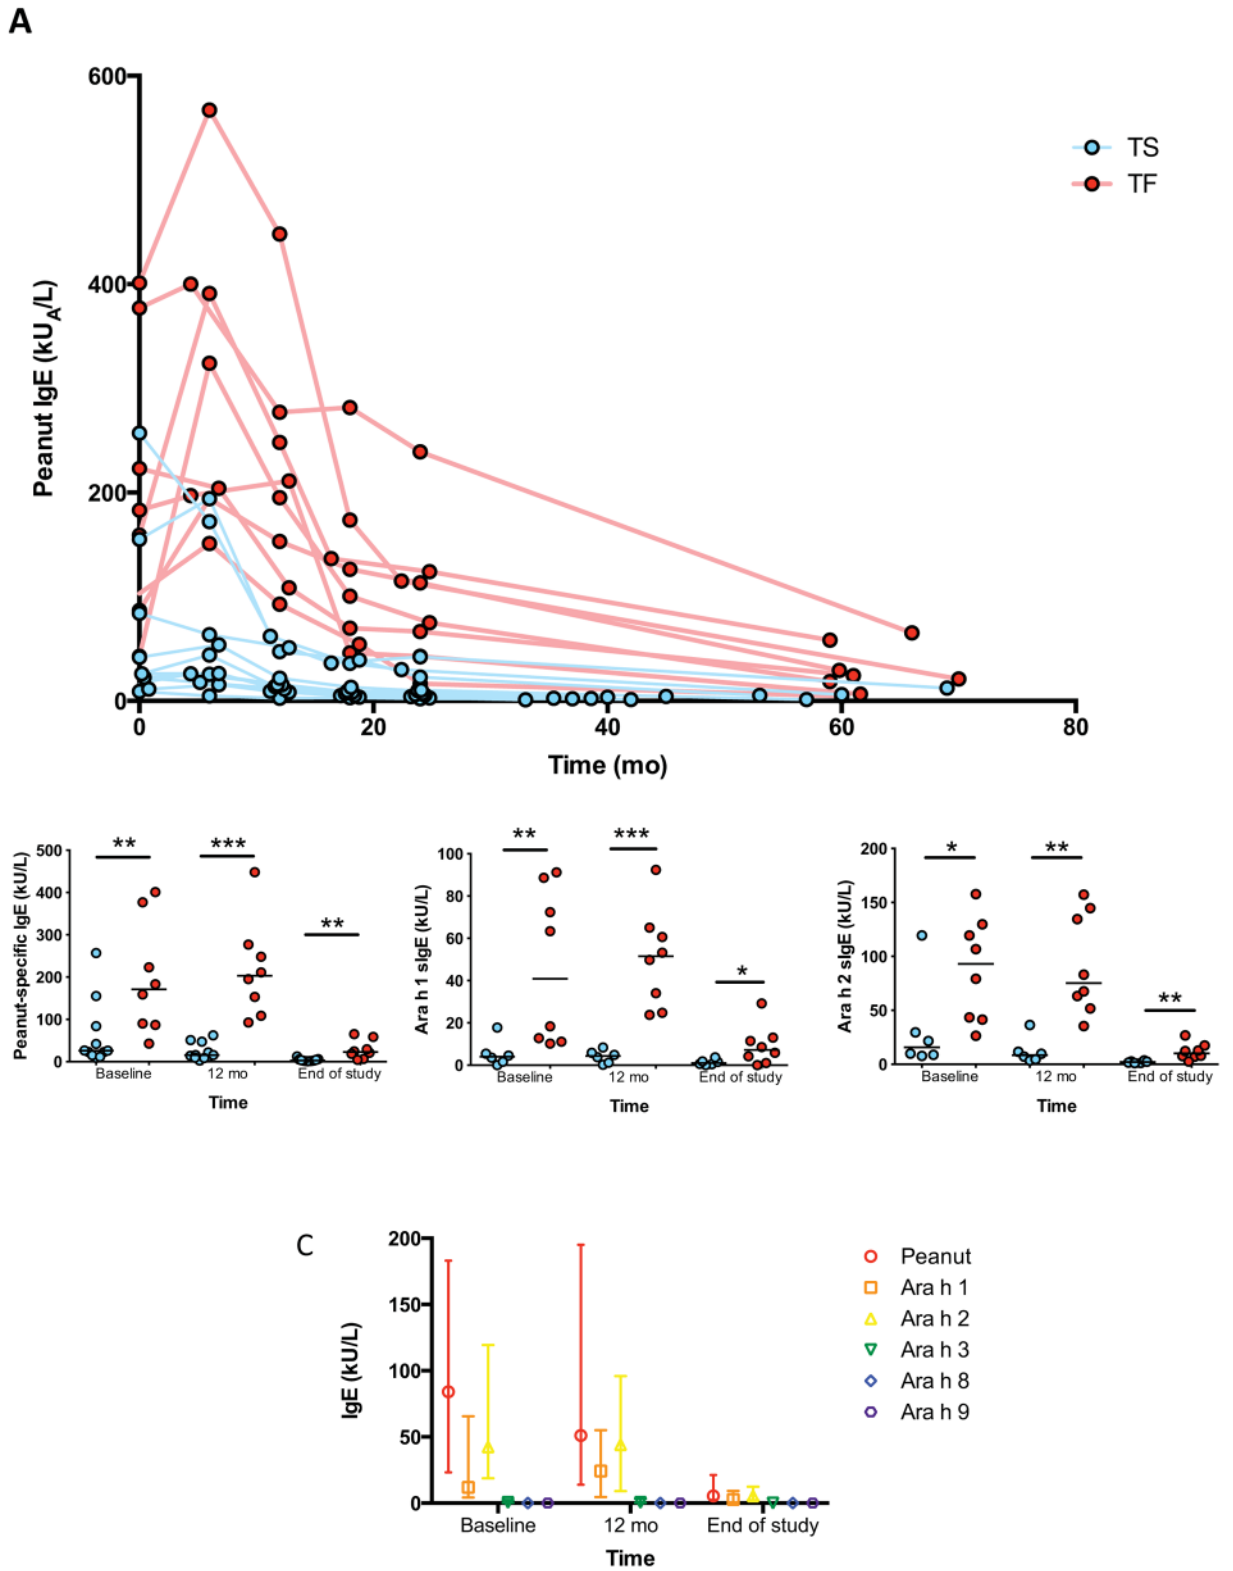 A
600
400
200
0
0 20 40 60 80
Peanut IgE (kU_A/L)
Time (mo)
TS
TF
** *** **
500
400
300
200
100
0
Peanut-specific IgE (kU/L)
Baseline 12 mo End of study
Time
** *** *
100
80
60
40
20
0
Ara h 1 sIgE (kU/L)
Baseline 12 mo End of study
Time
* ** **
200
150
100
50
0
Ara h 2 sIgE (kU/L)
Baseline 12 mo End of study
Time
C
200
150
100
50
0
IgE (kU/L)
Baseline 12 mo End of study
Time
Peanut
Ara h 1
Ara h 2
Ara h 3
Ara h 8
Ara h 9